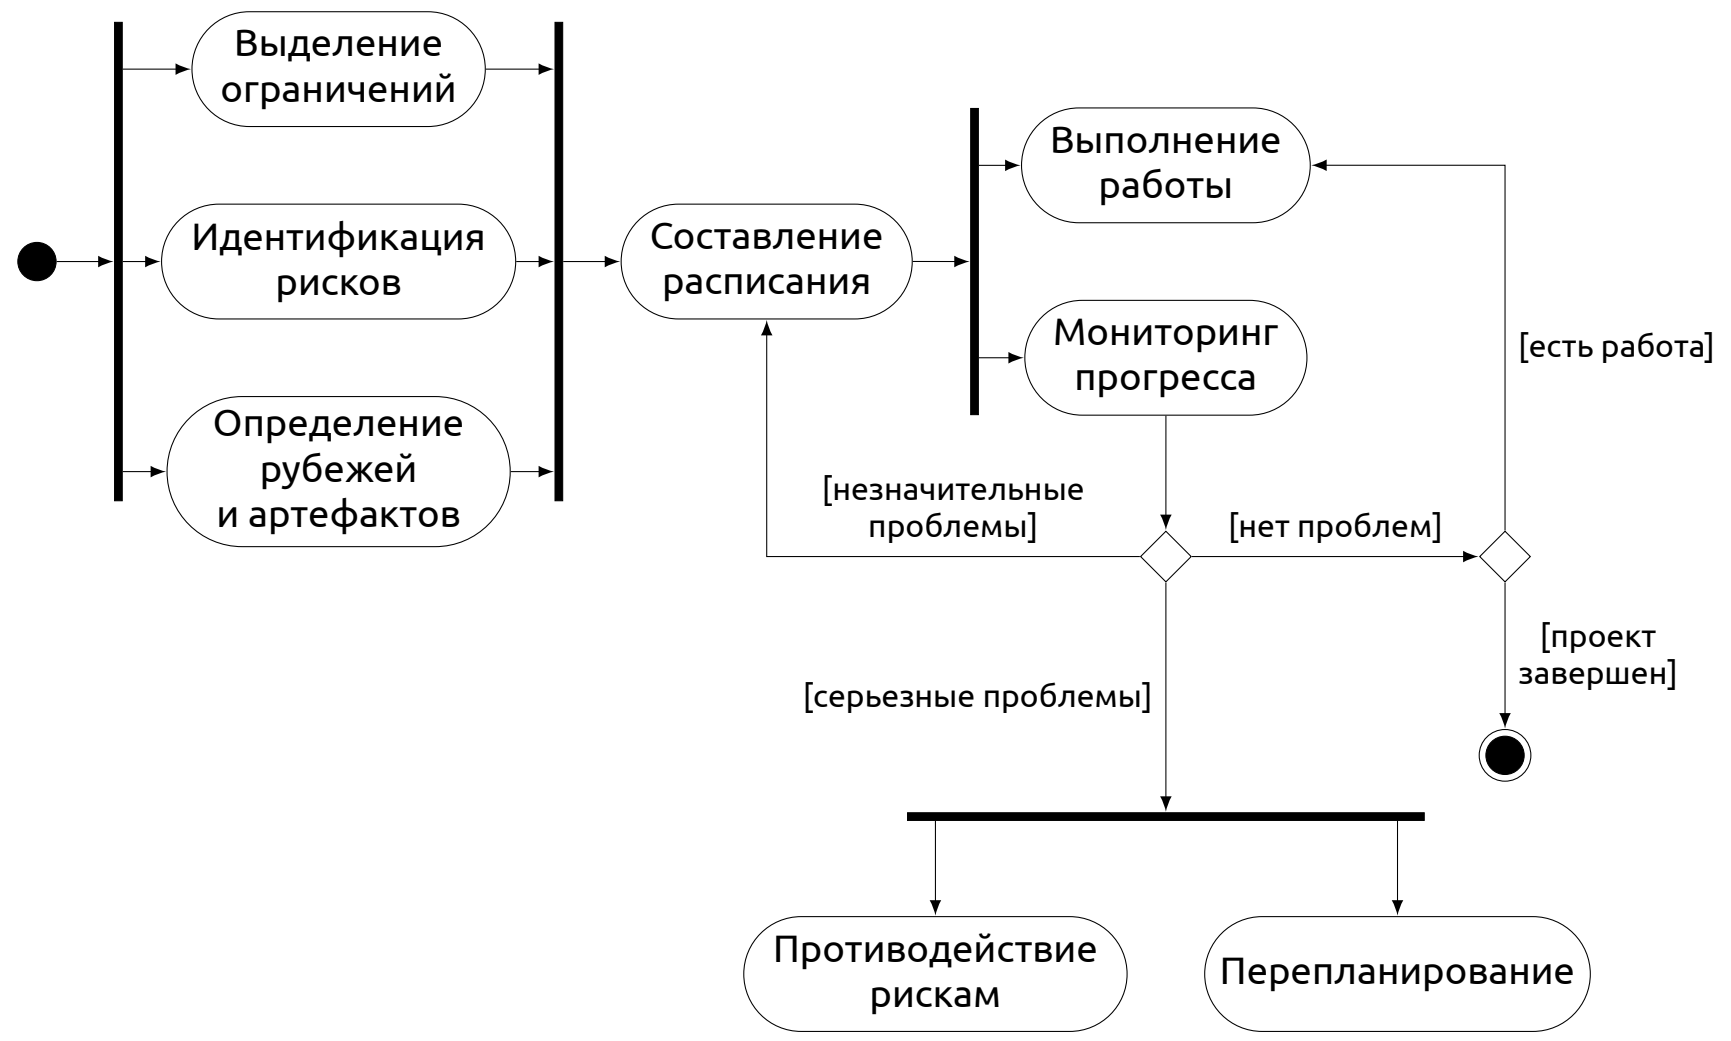 Выделение
ограничений
Идентификация
рисков
Определение
рубежей
и артефактов
Составление
расписания
Выполнение
работы
Мониторинг
прогресса
[есть работа]
[незначительные
проблемы]
[нет проблем]
[проект
завершен]
[серьезные проблемы]
Противодействие
рискам
Перепланирование